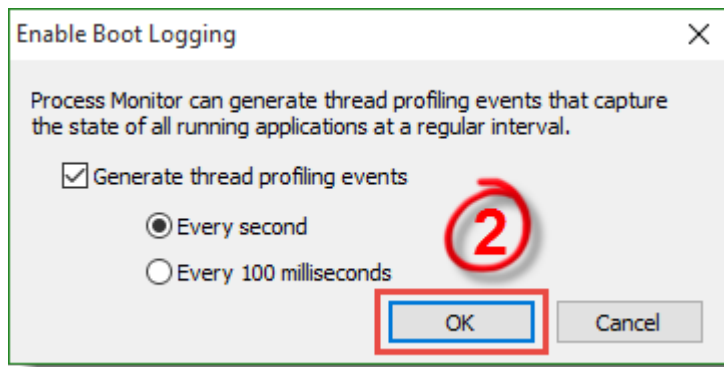 Enable Boot Logging
Process Monitor can generate thread profiling events that capture
the state of all running applications at a regular interval.
Generate thread profiling events
Every second
2
Every 100 milliseconds
OK Cancel